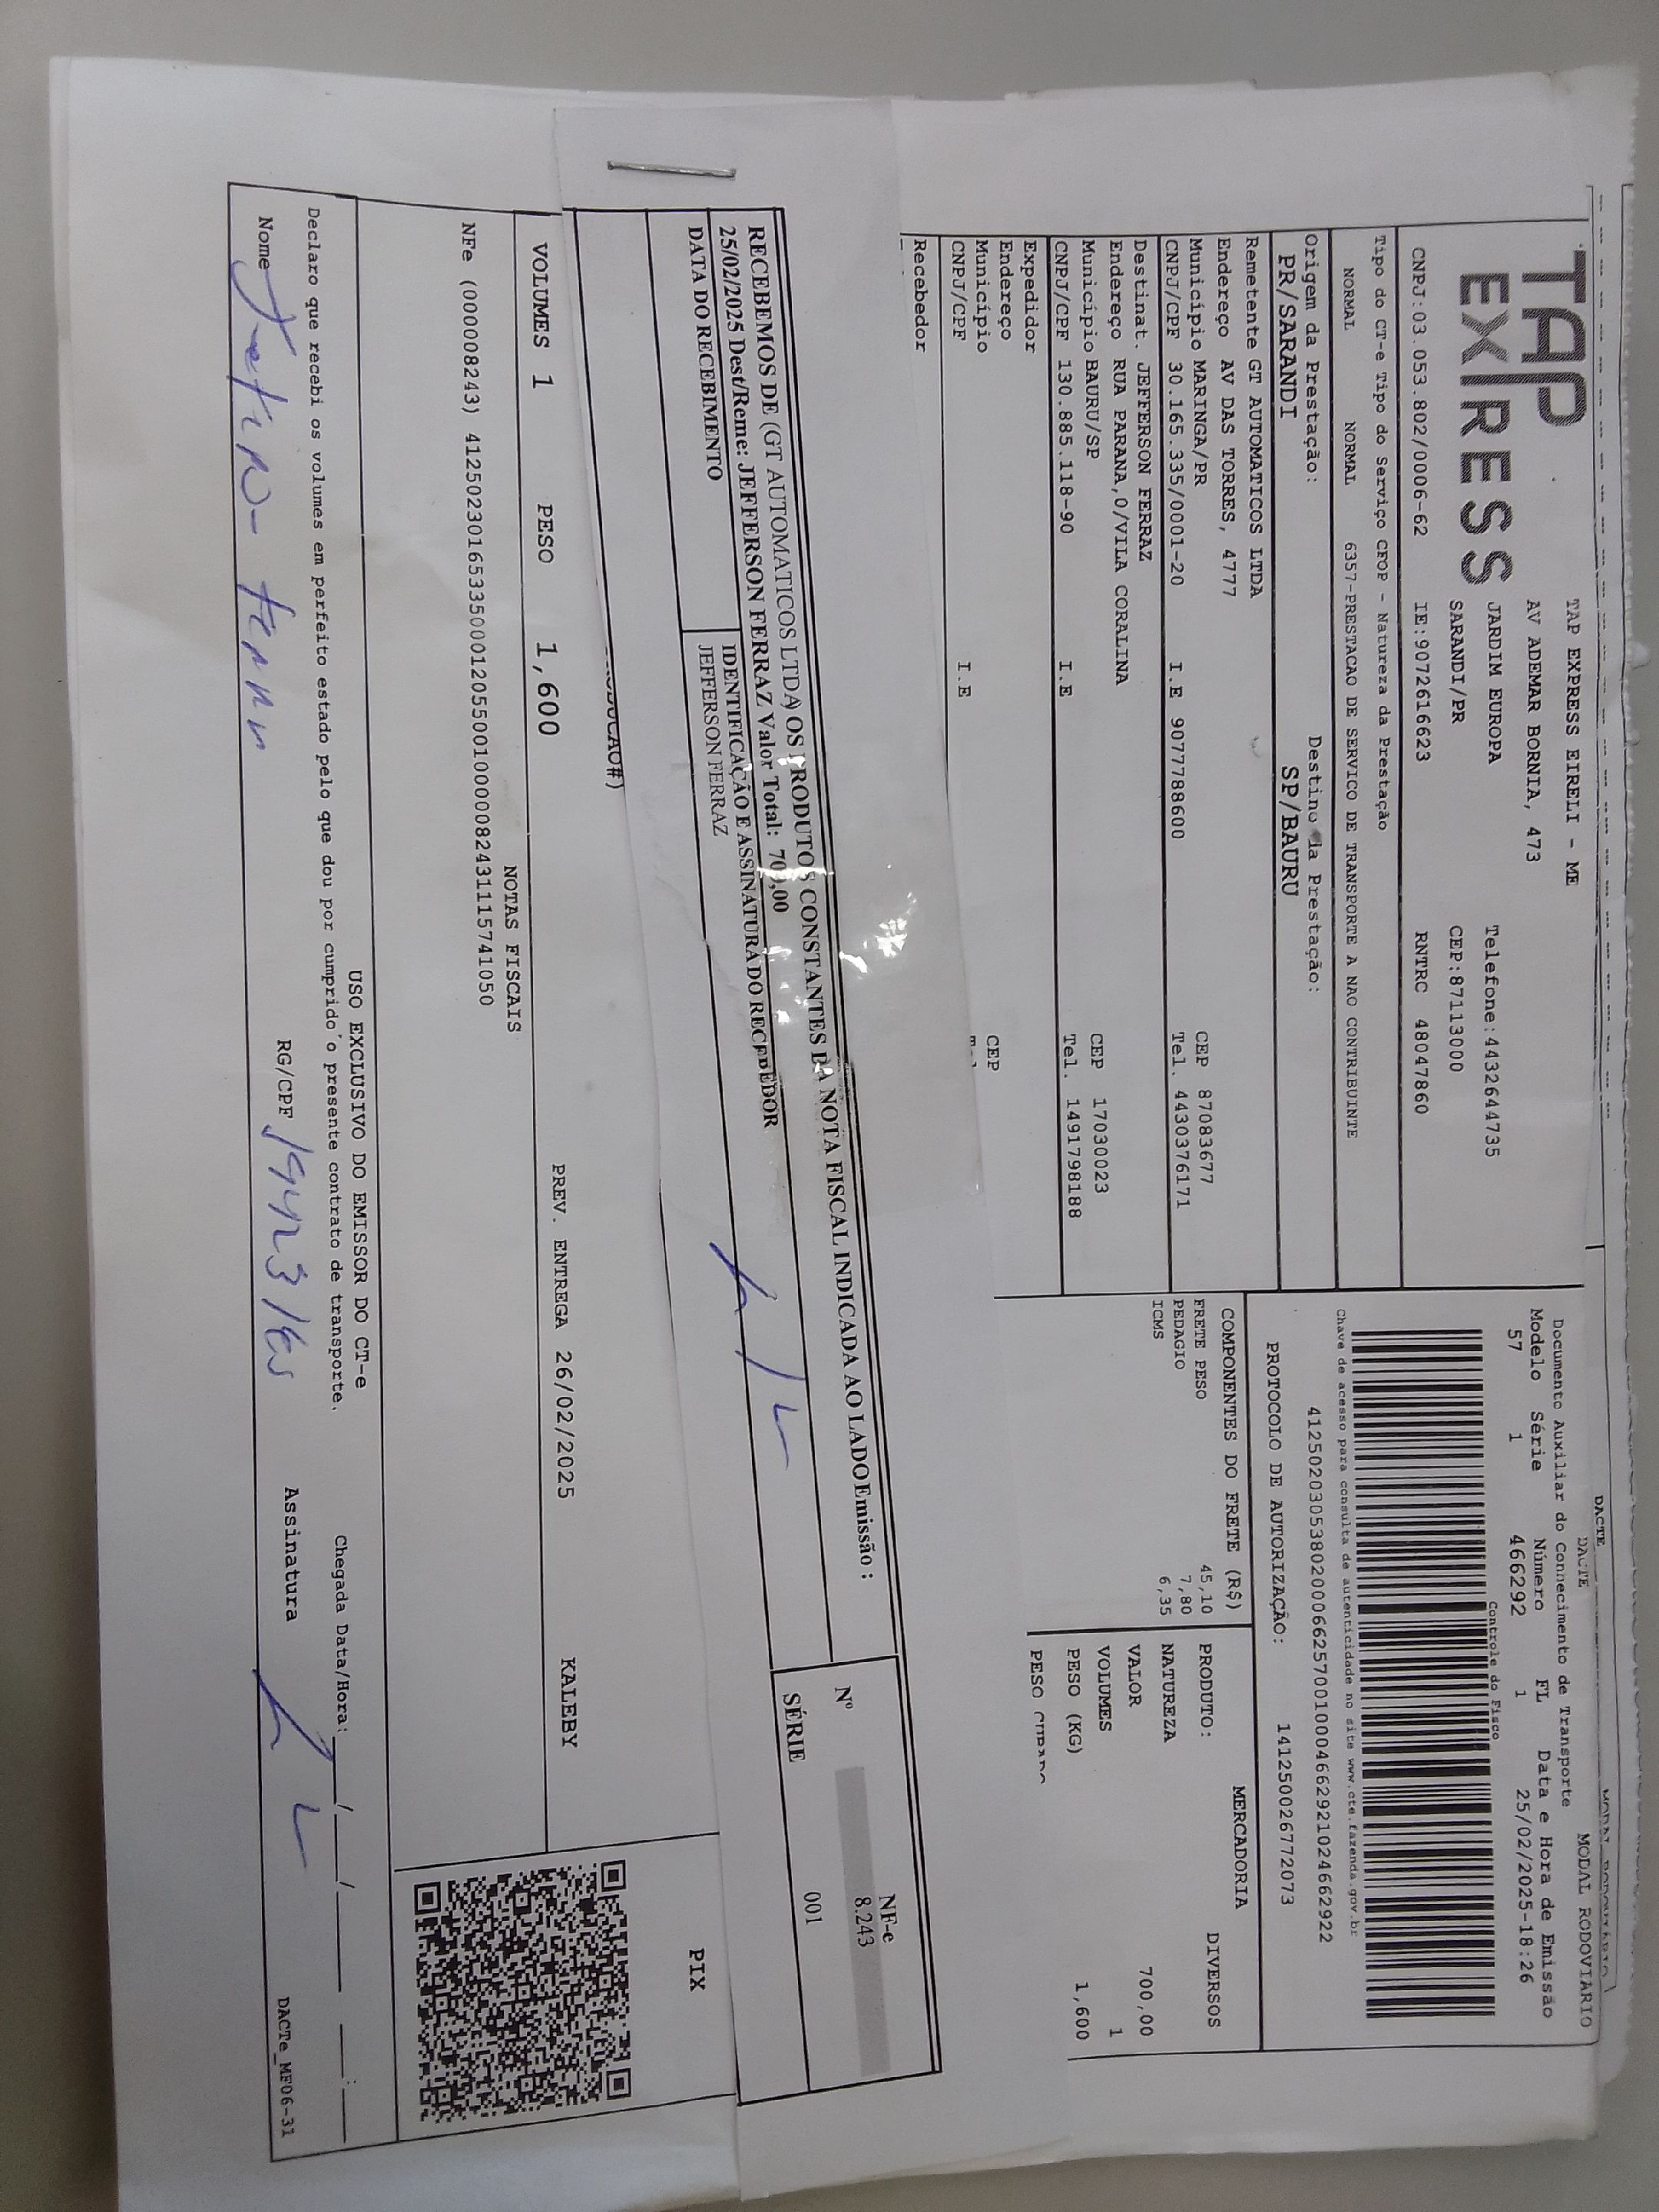 DACTE
TAP EXPRESS
TAP EXPRESS EIRELI - ME
AV ADEMAR BORNIA, 473
JARDIM EUROPA Telefone:4432644735
SARANDI/PR CEP:87113000
CNPJ:03.053.802/0006-62 IE:9072616623 RNTRC 48047860
DACTE MODAL RODOVIÁRIO
Documento Auxiliar do Conhecimento de Transporte
Modelo Série Número FL Data e Hora de Emissão
57 1 466292 1 25/02/2025-18:26
Controle do Fisco
Chave de acesso para consulta de autenticidade no site www.cte.fazenda.gov.br
41250203053802000662570010004662921024662922
PROTOCOLO DE AUTORIZAÇÃO: 141250026772073
Tipo do CT-e Tipo do Serviço CFOP - Natureza da Prestação
NORMAL NORMAL 6357-PRESTACAO DE SERVICO DE TRANSPORTE A NAO CONTRIBUINTE
Origem da Prestação: Destino da Prestação:
PR/SARANDI SP/BAURU
Remetente GT AUTOMATICOS LTDA
Endereço AV DAS TORRES, 4777
Município MARINGA/PR CEP 87083677
CNPJ/CPF 30.165.335/0001-20 I.E 9077788600 Tel. 44303761​71
Destinat. JEFFERSON FERRAZ
Endereço RUA PARANA,0/VILA CORALINA
Município BAURU/SP CEP 17030023
CNPJ/CPF 130.885.118-90 I.E Tel. 1491798188
Expedidor
Endereço
Município CEP
CNPJ/CPF I.E
Recebedor
COMPONENTES DO FRETE (R$)
FRETE PESO 45,10
PEDAGIO 7,80
ICMS 6,35
MERCADORIA
PRODUTO: DIVERSOS
NATUREZA
VALOR 700,00
VOLUMES 1
PESO (KG) 1,600
PESO
RECEBEMOS DE (GT AUTOMATICOS LTDA) OS PRODUTOS CONSTANTES DA NOTA FISCAL INDICADA AO LADO Emissão :
25/02/2025 Dest/Reme: JEFFERSON FERRAZ Valor Total: 700,00
DATA DO RECEBIMENTO
IDENTIFICAÇÃO E ASSINATURA DO RECEBEDOR
JEFFERSON FERRAZ
NF-e
Nº 8.243
SÉRIE 001
VOLUMES 1 PESO 1,600 PREV. ENTREGA 26/02/2025 KALEBY
PIX
NOTAS FISCAIS
NFe (000008243) 41250230165335000120550010000082431115741050
USO EXCLUSIVO DO EMISSOR DO CT-e
Declaro que recebi os volumes em perfeito estado pelo que dou por cumprido o presente contrato de transporte. Chegada Data/Hora: __/__/____ __:__
Nome RG/CPF Assinatura
DACTe_MF06-31